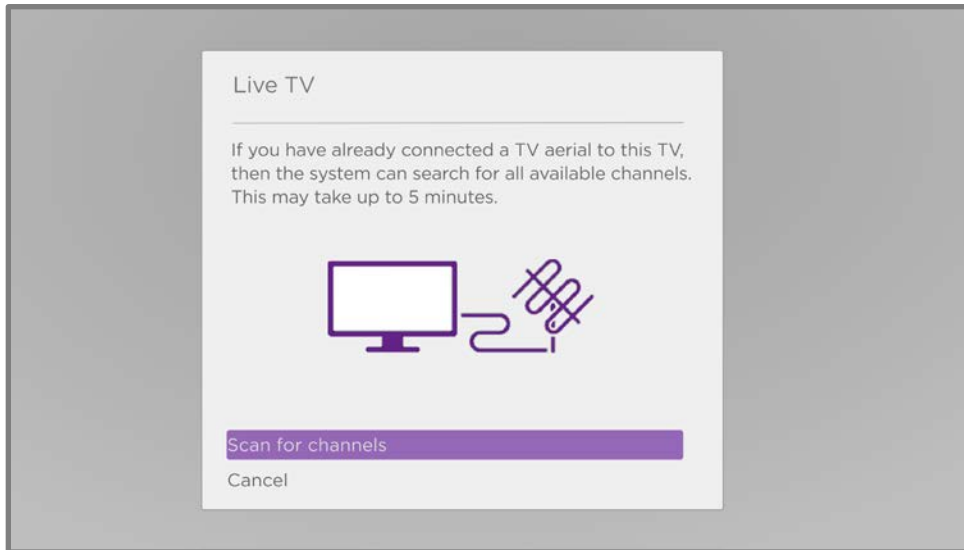 Live TV
If you have already connected a TV aerial to this TV,
then the system can search for all available channels.
This may take up to 5 minutes.
Scan for channels
Cancel